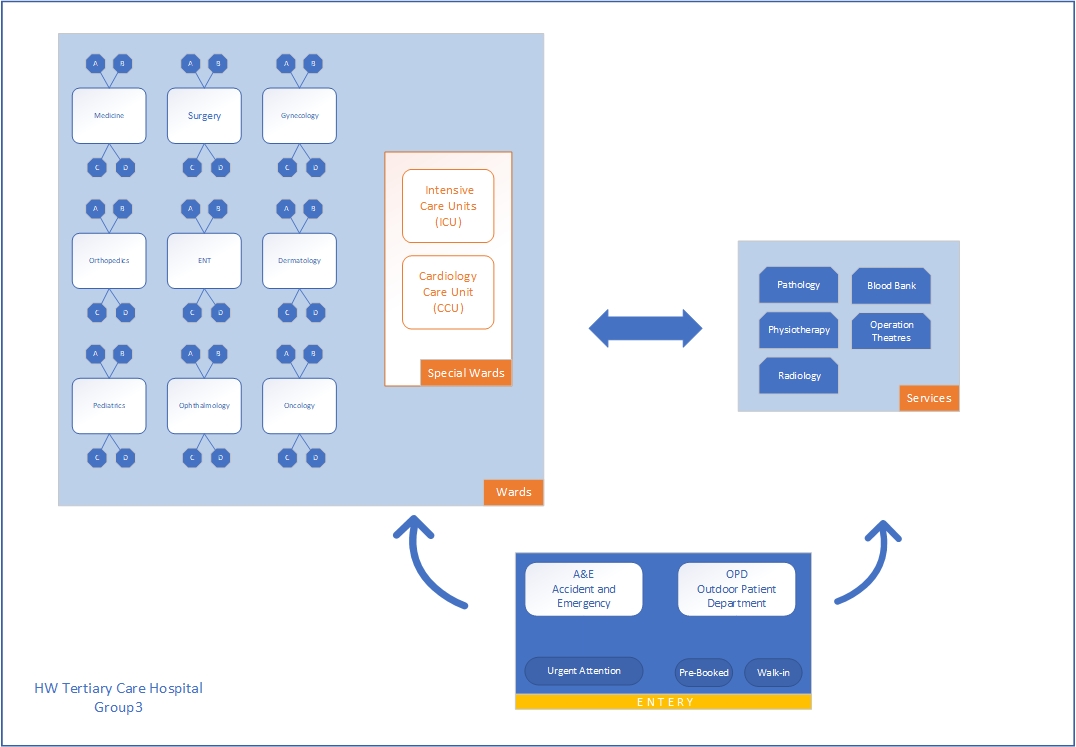 A B A B A B
Medicine Surgery Gynecology
C D C D C D
A B A B A B
Orthopedics ENT Dermatology
C D C D C D
A B A B A B
Pediatrics Ophthalmology Oncology
C D C D C D
Intensive
Care Units
(ICU)
Cardiology
Care Unit
(CCU)
Special Wards
Wards
Pathology
Blood Bank
Physiotherapy
Operation
Theatres
Radiology
Services
A&E
Accident and
Emergency
OPD
Outdoor Patient
Department
Urgent Attention
Pre-Booked
Walk-in
ENTERY
HW Tertiary Care Hospital
Group3